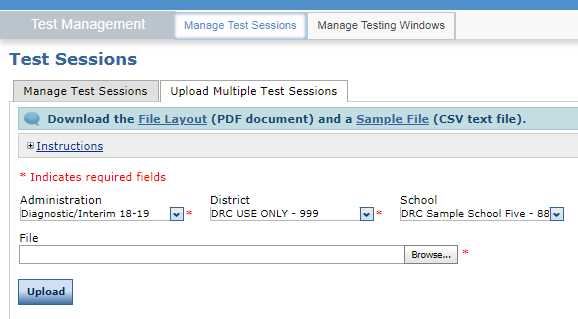 Test Management Manage Test Sessions Manage Testing Windows
Test Sessions
Manage Test Sessions Upload Multiple Test Sessions
Download the File Layout (PDF document) and a Sample File (CSV text file).
Instructions
* Indicates required fields
Administration District School
Diagnostic/Interim 18-19 * DRC USE ONLY - 999 * DRC Sample School Five - 88
File
Browse... *
Upload